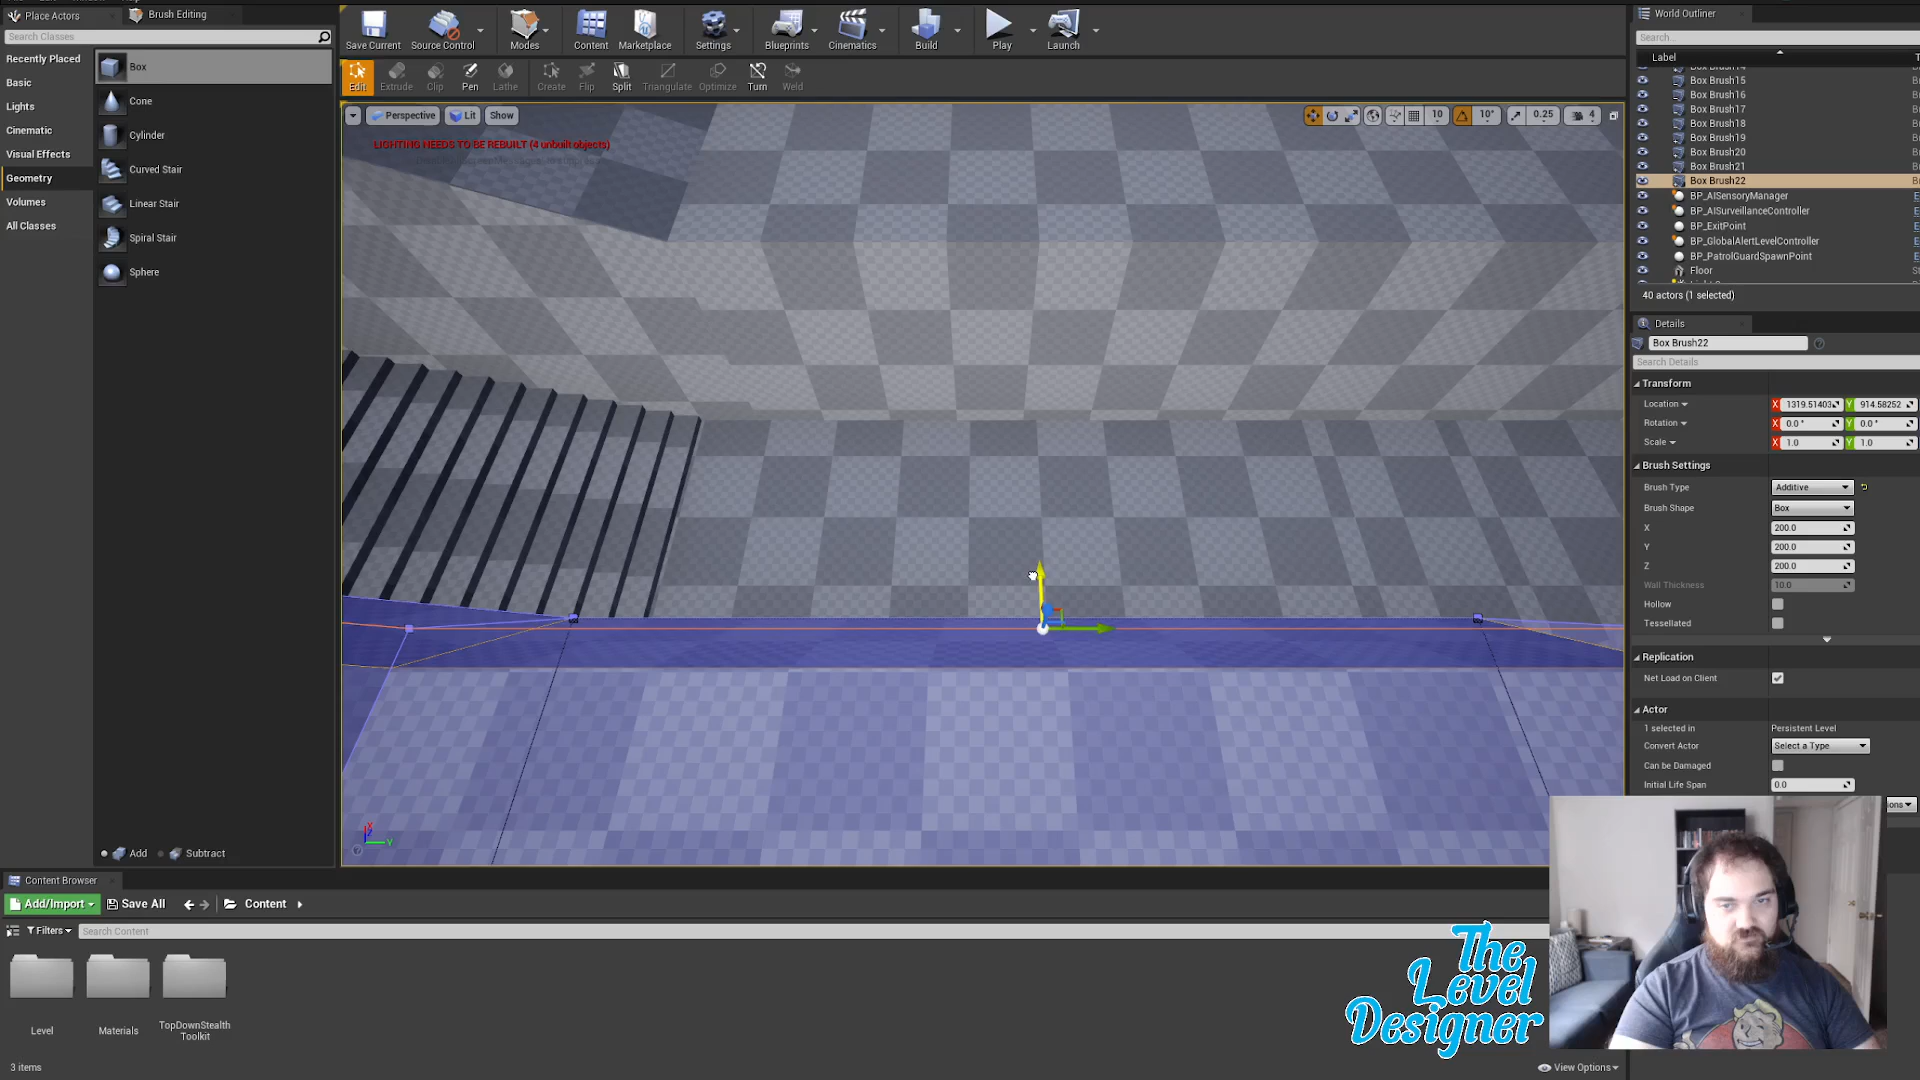 Place Actors
Brush Editing
Search Classes
Recently Placed
Basic
Lights
Cinematic
Visual Effects
Geometry
Volumes
All Classes
Box
Cone
Cylinder
Curved Stair
Linear Stair
Spiral Stair
Sphere
Add
Subtract
Save Current
Source Control
Modes
Content
Marketplace
Settings
Blueprints
Cinematics
Build
Play
Launch
Edit
Extrude
Clip
Pen
Lathe
Create
Flip
Split
Triangulate
Optimize
Turn
Weld
Perspective
Lit
Show
10
10°
0.25
4
LIGHTING NEEDS TO BE REBUILT (4 unbuilt objects)
World Outliner
Search...
Label
Box Brush14
Box Brush15
Box Brush16
Box Brush17
Box Brush18
Box Brush19
Box Brush20
Box Brush21
Box Brush22
BP_AISensoryManager
BP_AISurveillanceController
BP_ExitPoint
BP_GlobalAlertLevelController
BP_PatrolGuardSpawnPoint
Floor
40 actors (1 selected)
Details
Box Brush22
Search Details
Transform
Location X 1319.51403 Y 914.58252
Rotation X 0.0° Y 0.0°
Scale X 1.0 Y 1.0
Brush Settings
Brush Type Additive
Brush Shape Box
X 200.0
Y 200.0
Z 200.0
Wall Thickness 10.0
Hollow
Tessellated
Replication
Net Load on Client
Actor
1 selected in Persistent Level
Convert Actor Select a Type
Can be Damaged
Initial Life Span 0.0
Content Browser
Add/Import
Save All
Content
Filters
Search Content
Level
Materials
TopDownStealth
Toolkit
3 items
View Options
The
Level
Designer